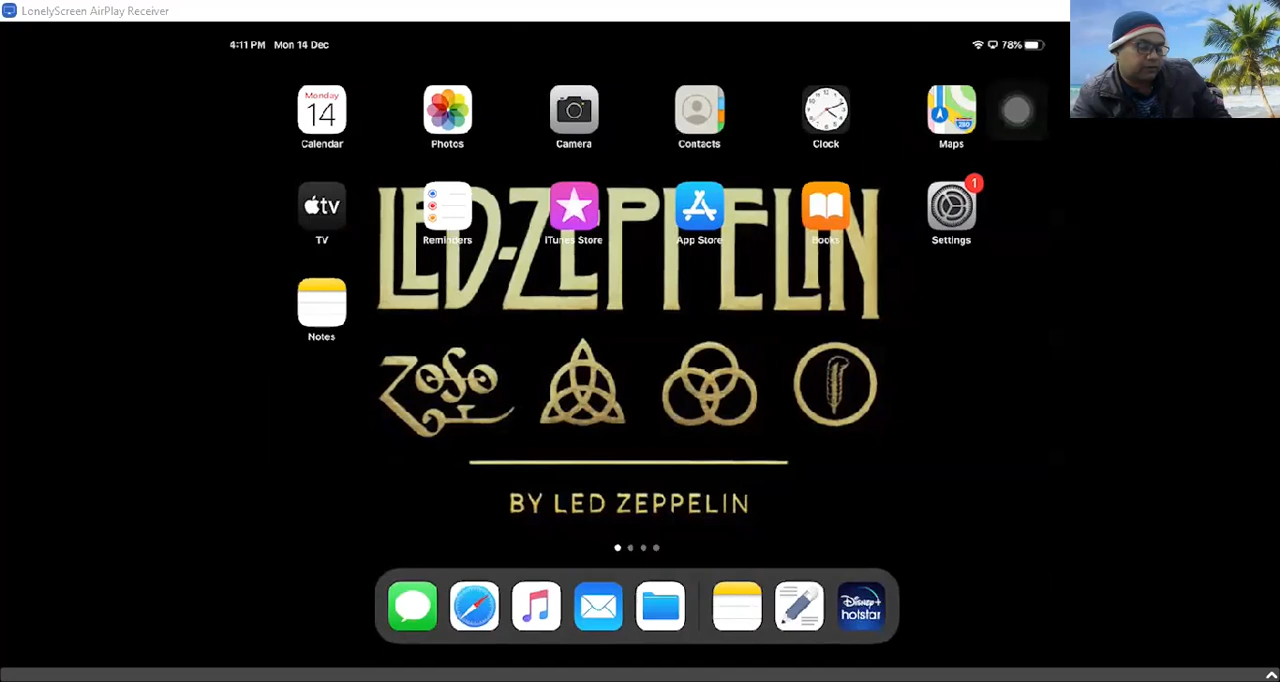 LonelyScreen AirPlay Receiver
4:11 PM Mon 14 Dec
78%
Monday
14
280
Calendar
Photos
Camera
Contacts
Clock
Maps
1
tv
TV
Reminders
iTunes Store
App Store
Books
Settings
LED-ZEPPELIN
Notes
Zoso
BY LED ZEPPELIN
Disney+
hotstar